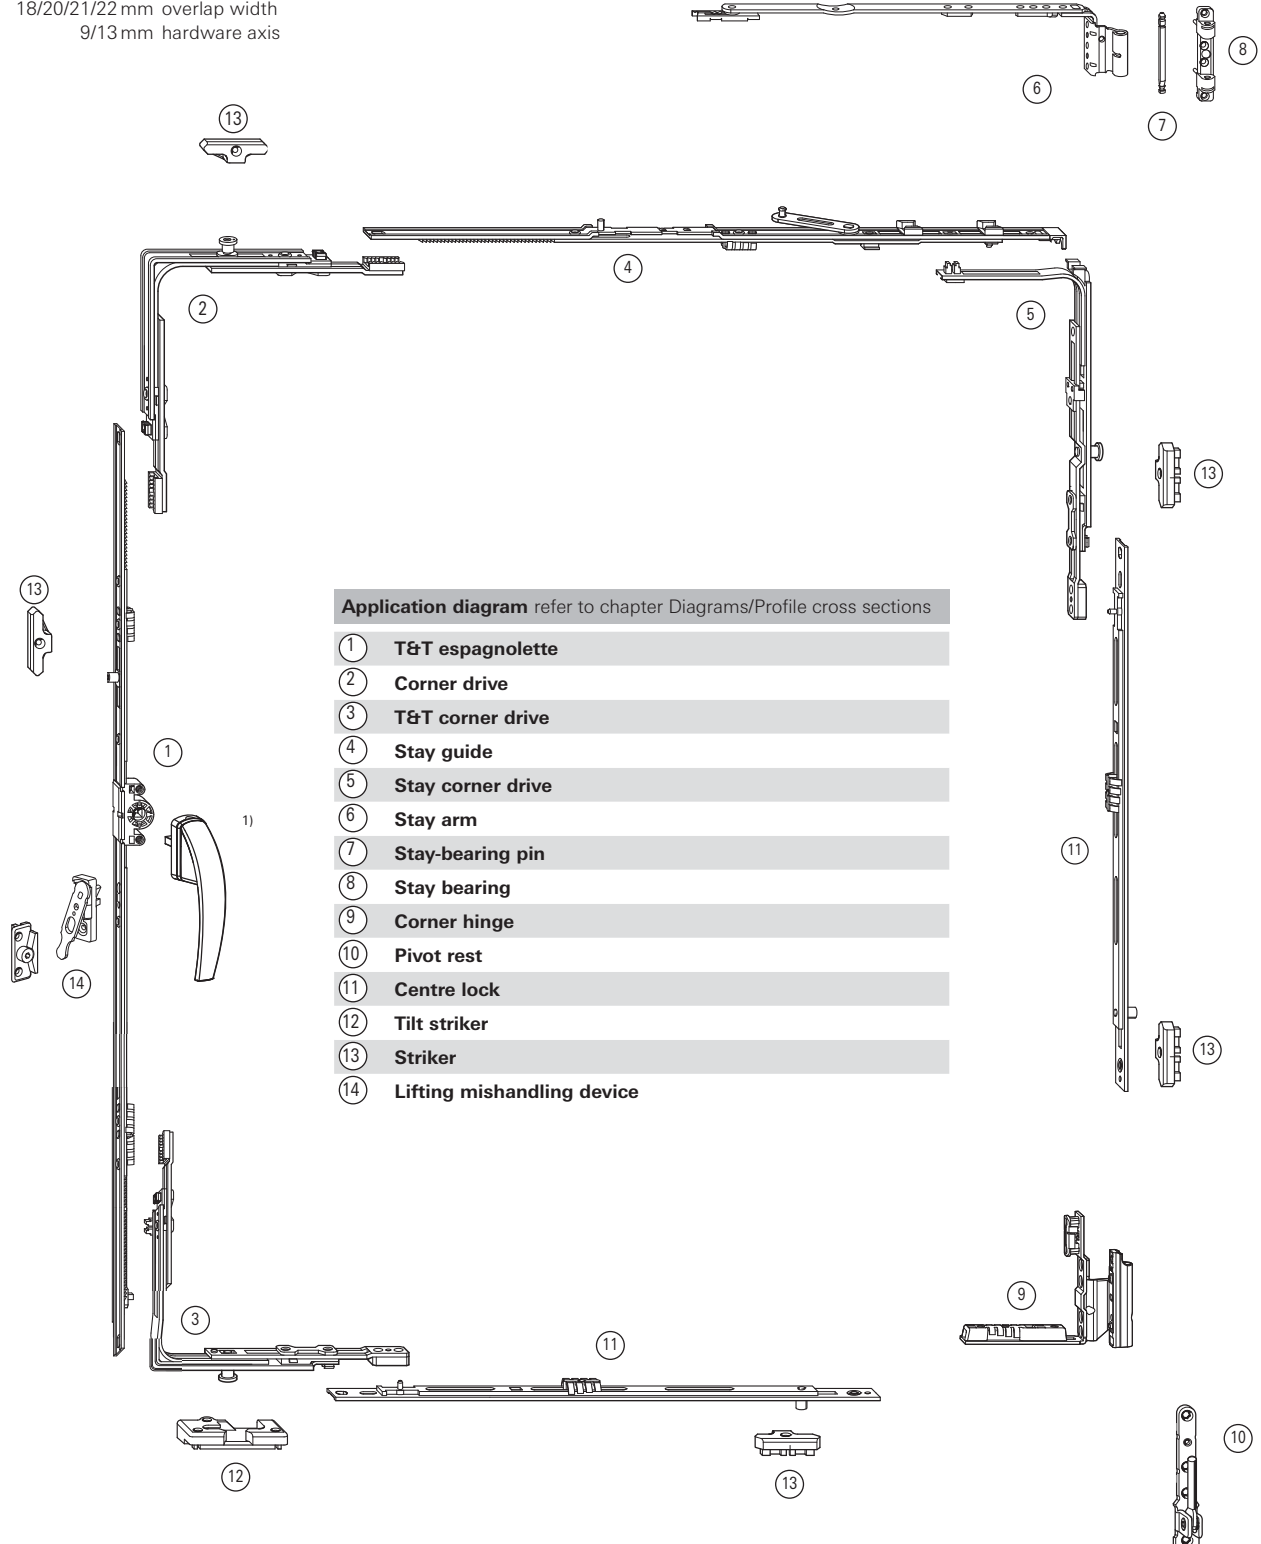 18/20/21/22 mm overlap width
9/13 mm hardware axis
6
7
8
13
2
4
5
13
13
Application diagram refer to chapter Diagrams/Profile cross sections
1 T&T espagnolette
2 Corner drive
3 T&T corner drive
4 Stay guide
5 Stay corner drive
6 Stay arm
7 Stay-bearing pin
8 Stay bearing
9 Corner hinge
10 Pivot rest
11 Centre lock
12 Tilt striker
13 Striker
14 Lifting mishandling device
1
1)
11
14
13
3
9
11
12
13
10